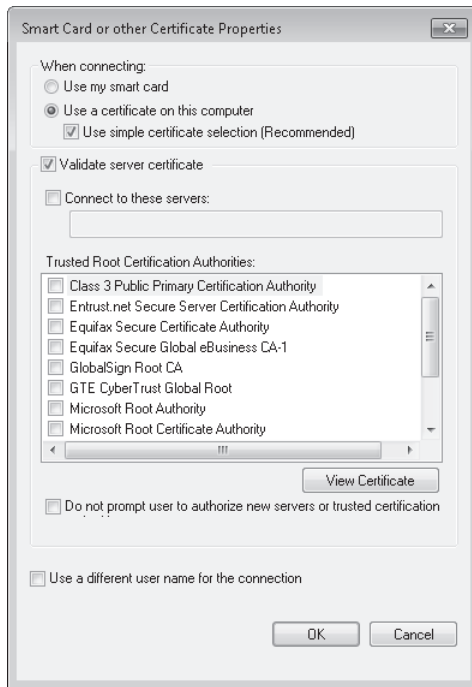 Smart Card or other Certificate Properties
When connecting:
Use my smart card
Use a certificate on this computer
Use simple certificate selection (Recommended)
Validate server certificate
Connect to these servers:
Trusted Root Certification Authorities:
Class 3 Public Primary Certification Authority
Entrust.net Secure Server Certification Authority
Equifax Secure Certificate Authority
Equifax Secure Global eBusiness CA-1
GlobalSign Root CA
GTE CyberTrust Global Root
Microsoft Root Authority
Microsoft Root Certificate Authority
View Certificate
Do not prompt user to authorize new servers or trusted certification
Use a different user name for the connection
OK Cancel